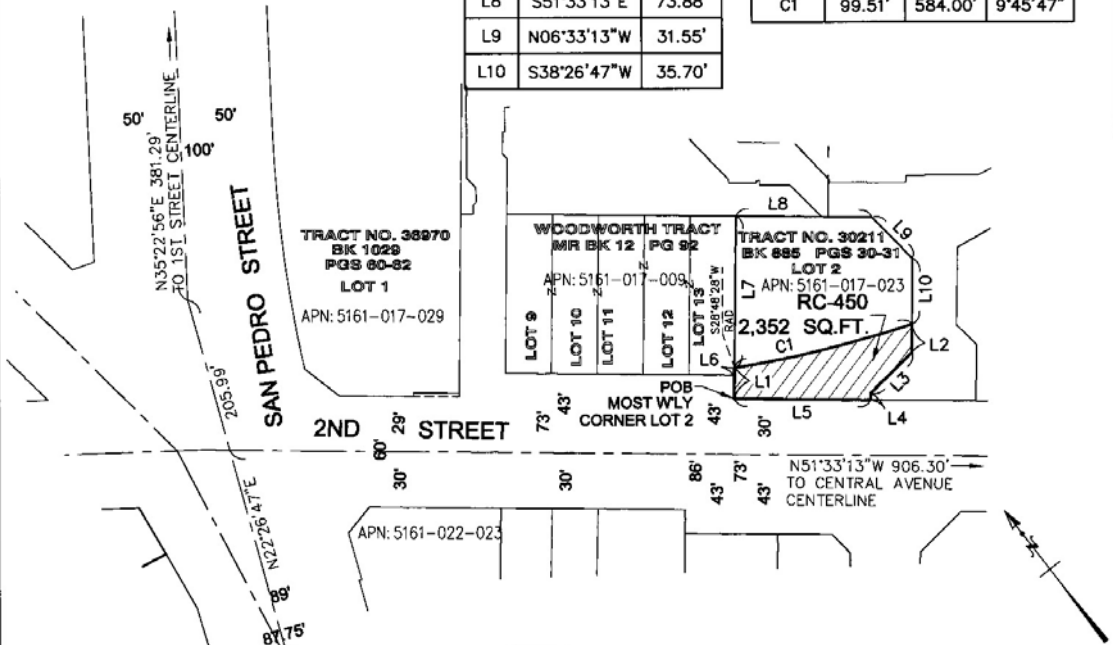 L8 S51°33'13"E 73.88'
L9 N06°33'13"W 31.55'
L10 S38°26'47"W 35.70'
C1 99.51' 584.00' 9°45'47"
50'
50'
100'
N35°22'56"E 381.29'
TO 1ST STREET CENTERLINE
SAN PEDRO STREET
205.99'
N22°26'47"E
89'
87.75'
TRACT NO. 36970
BK 1029
PGS 60-62
LOT 1
APN: 5161-017-029
WOODWORTH TRACT
MR BK 12 PG 92
APN: 5161-017-009
LOT 9
LOT 10
LOT 11
LOT 12
LOT 13
S28°48'28"W
RAD
L8
L9
L7
L10
TRACT NO. 30211
BK 885 PGS 30-31
LOT 2
APN: 5161-017-023
RC-450
2,352 SQ.FT.
C1
L6
L1
L2
L3
L4
L5
POB
MOST W'LY
CORNER LOT 2
2ND STREET
29'
60'
30'
73'
43'
30'
43'
30'
86'
73'
43'
43'
N51°33'13"W 906.30'
TO CENTRAL AVENUE
CENTERLINE
APN: 5161-022-023
N